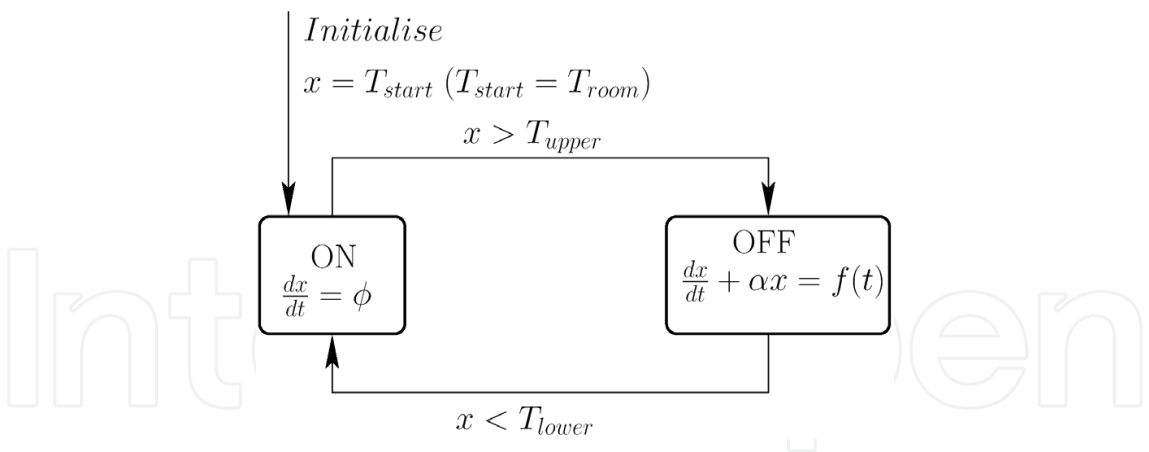 Initialise
x = T_start (T_start = T_room)
x > T_upper
ON
dx/dt = ϕ
OFF
dx/dt + αx = f(t)
x < T_lower